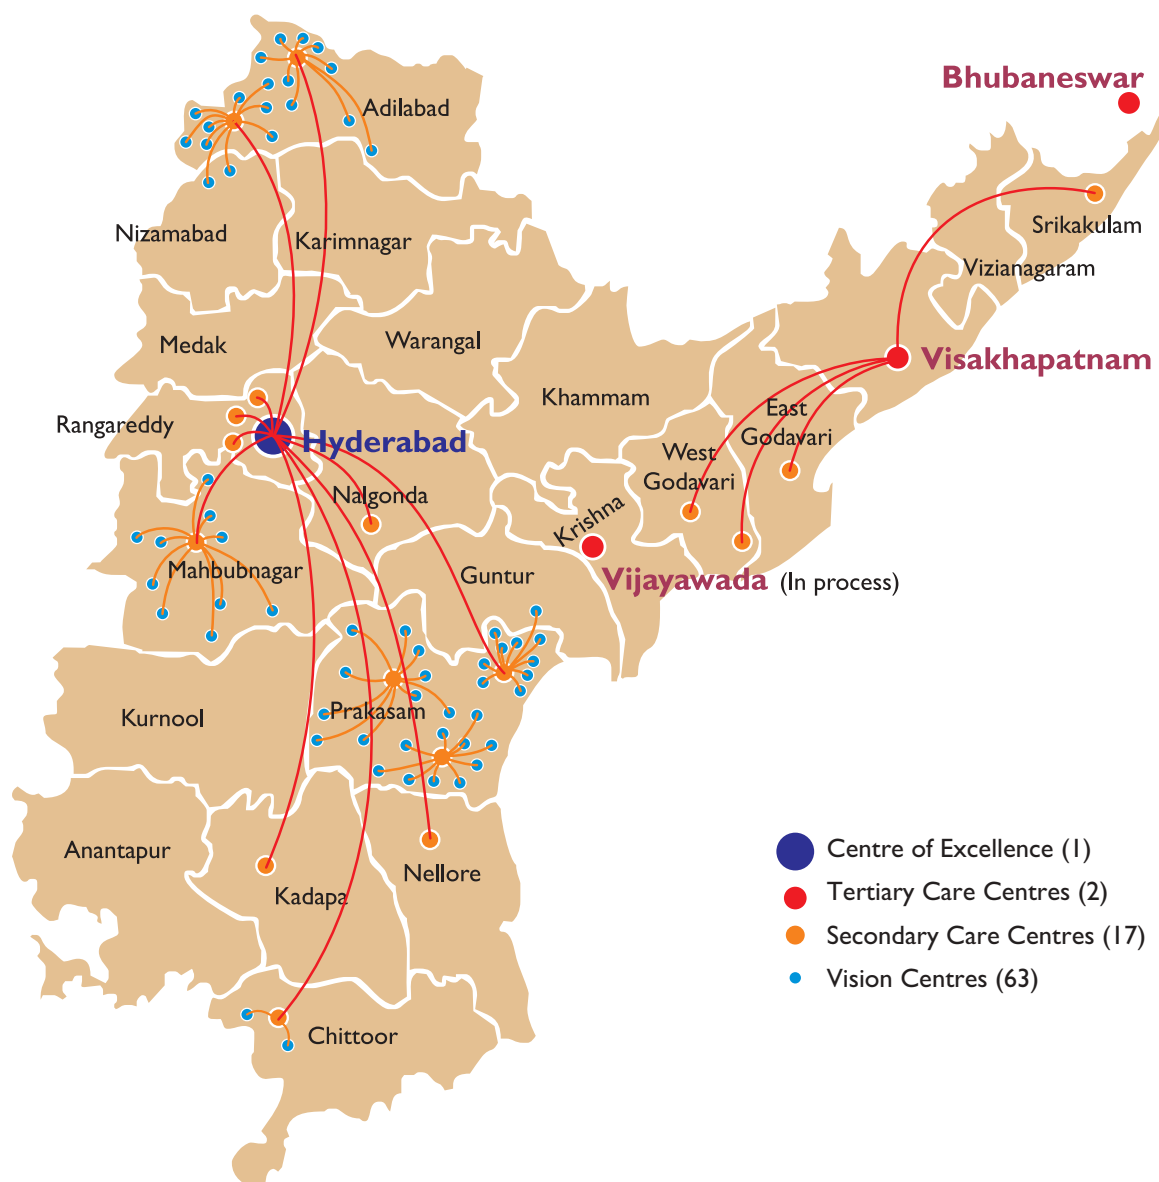 Bhubaneswar
Adilabad
Srikakulam
Nizamabad
Karimnagar
Vizianagaram
Medak
Warangal
Visakhapatnam
Khammam
East
Godavari
Rangareddy
Hyderabad
West
Godavari
Nalgonda
Krishna
Mahbubnagar
Guntur
Vijayawada (In process)
Kurnool
Prakasam
Anantapur
Nellore
Kadapa
Chittoor
Centre of Excellence (1)
Tertiary Care Centres (2)
Secondary Care Centres (17)
Vision Centres (63)